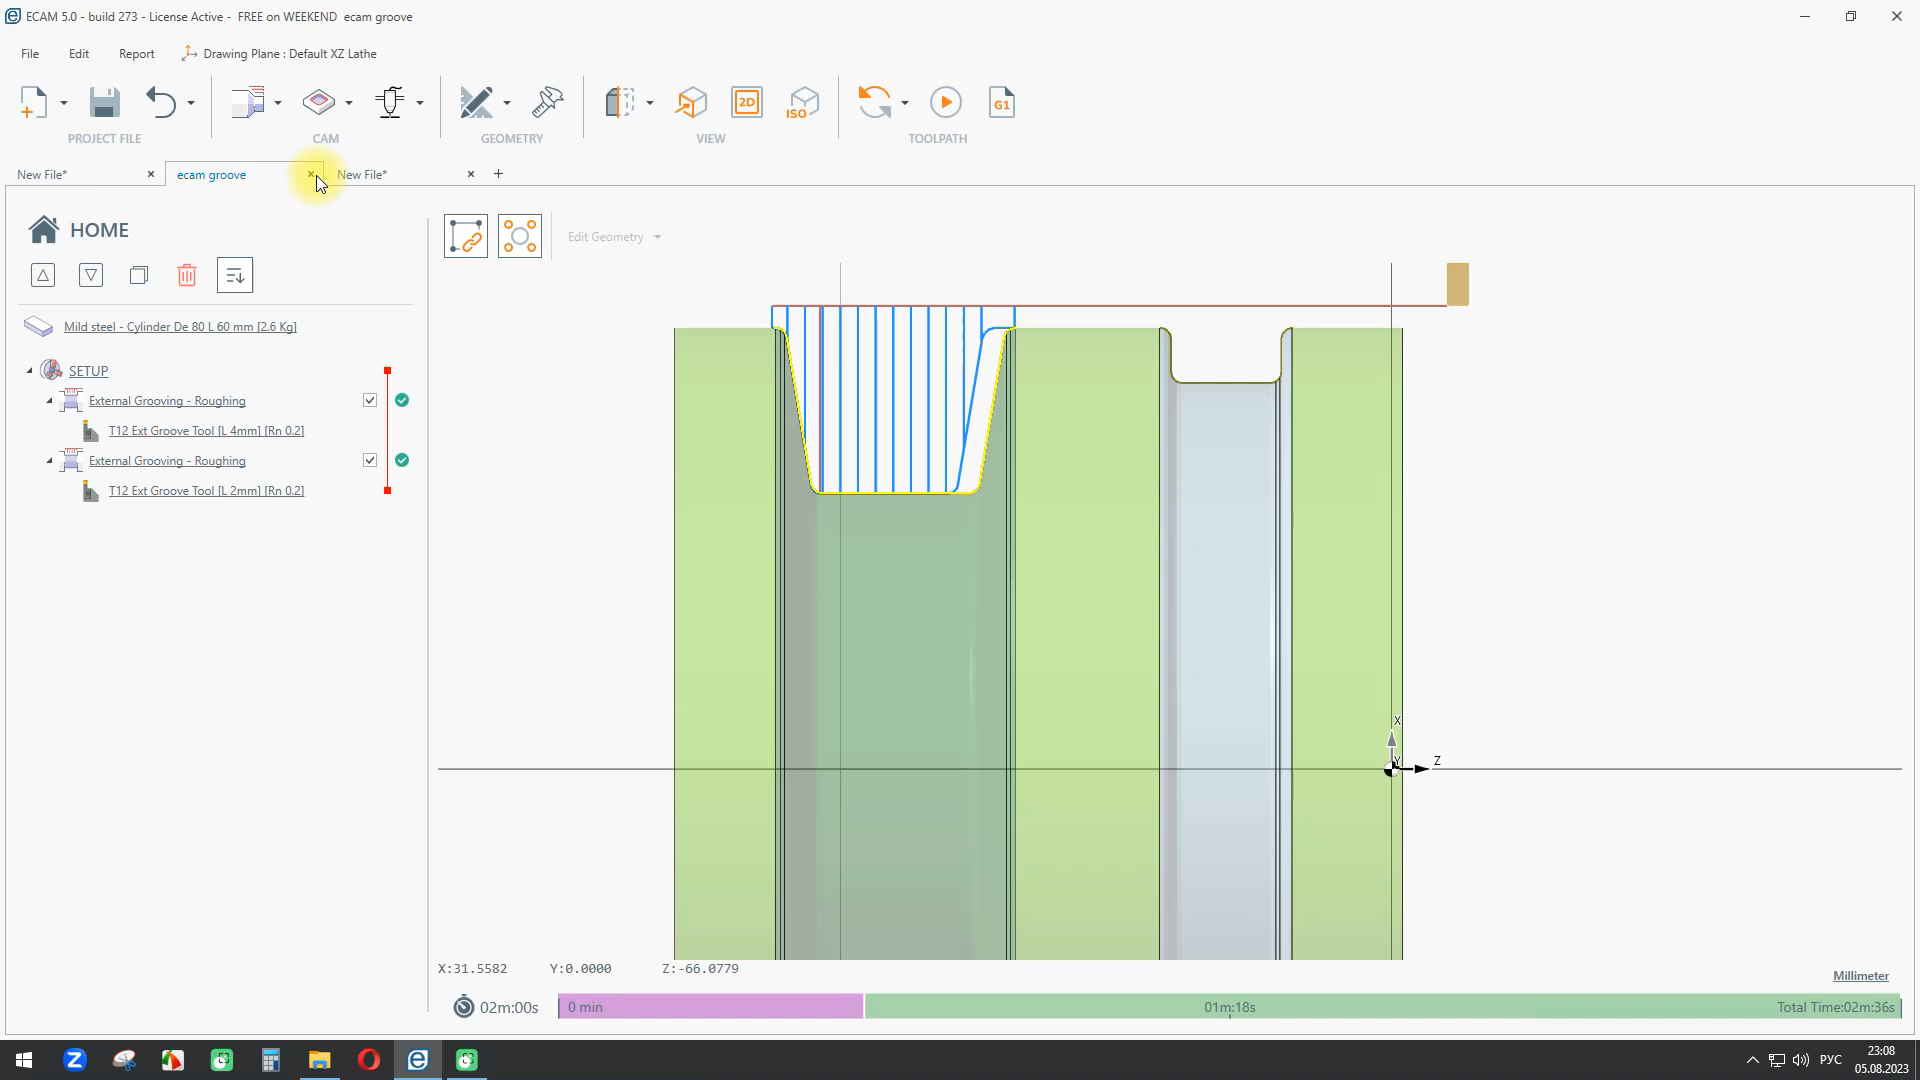 ECAM 5.0 - build 273 - License Active - FREE on WEEKEND ecam groove
File Edit Report Drawing Plane : Default XZ Lathe
2D ISO G1
PROJECT FILE CAM GEOMETRY VIEW TOOLPATH
New File* ecam groove New File*
HOME
Edit Geometry
Mild steel - Cylinder De 80 L 60 mm [2.6 Kg]
SETUP
External Grooving - Roughing
T12 Ext Groove Tool [L 4mm] [Rn 0.2]
External Grooving - Roughing
T12 Ext Groove Tool [L 2mm] [Rn 0.2]
X
Y Z
X:31.5582 Y:0.0000 Z:-66.0779
Millimeter
02m:00s 0 min 01m:18s Total Time:02m:36s
РУС 23:08
05.08.2023